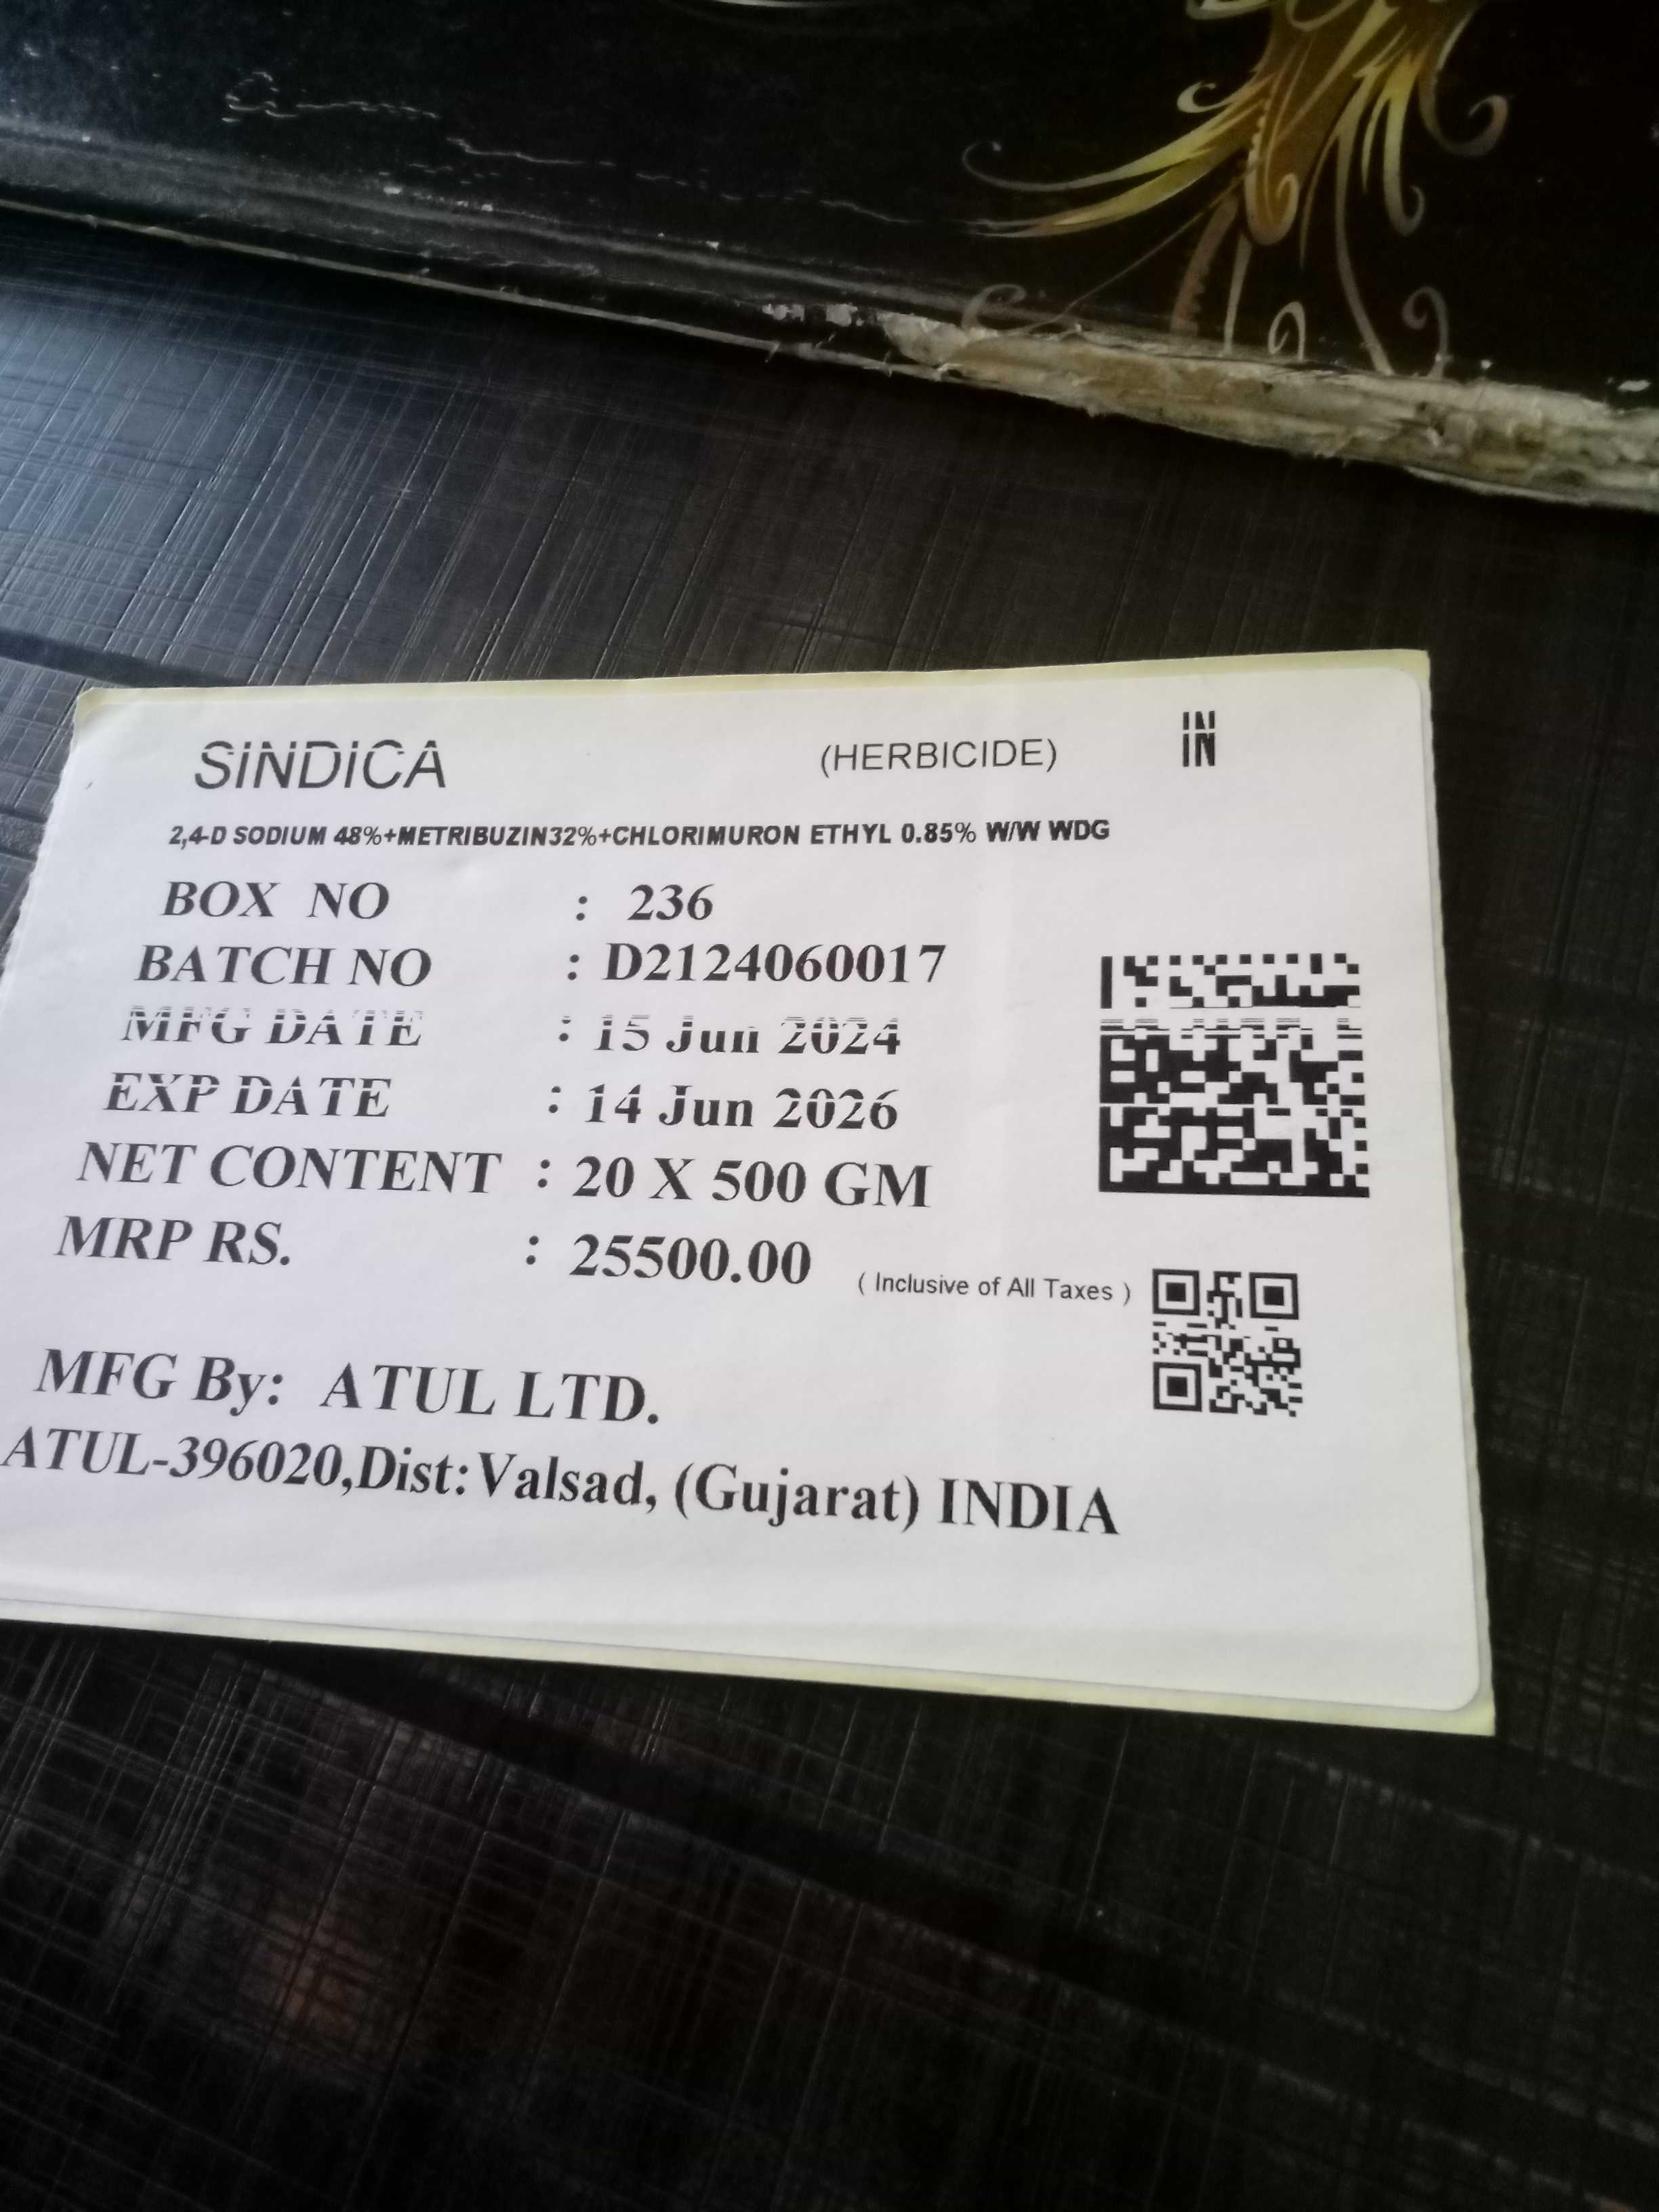 SINDICA (HERBICIDE) IN
2,4-D SODIUM 48%+METRIBUZIN32%+CHLORIMURON ETHYL 0.85% W/W WDG
BOX NO : 236
BATCH NO : D2124060017
MFG DATE : 15 Jun 2024
EXP DATE : 14 Jun 2026
NET CONTENT : 20 X 500 GM
MRP RS. : 25500.00 ( Inclusive of All Taxes )
MFG By: ATUL LTD.
ATUL-396020,Dist:Valsad, (Gujarat) INDIA